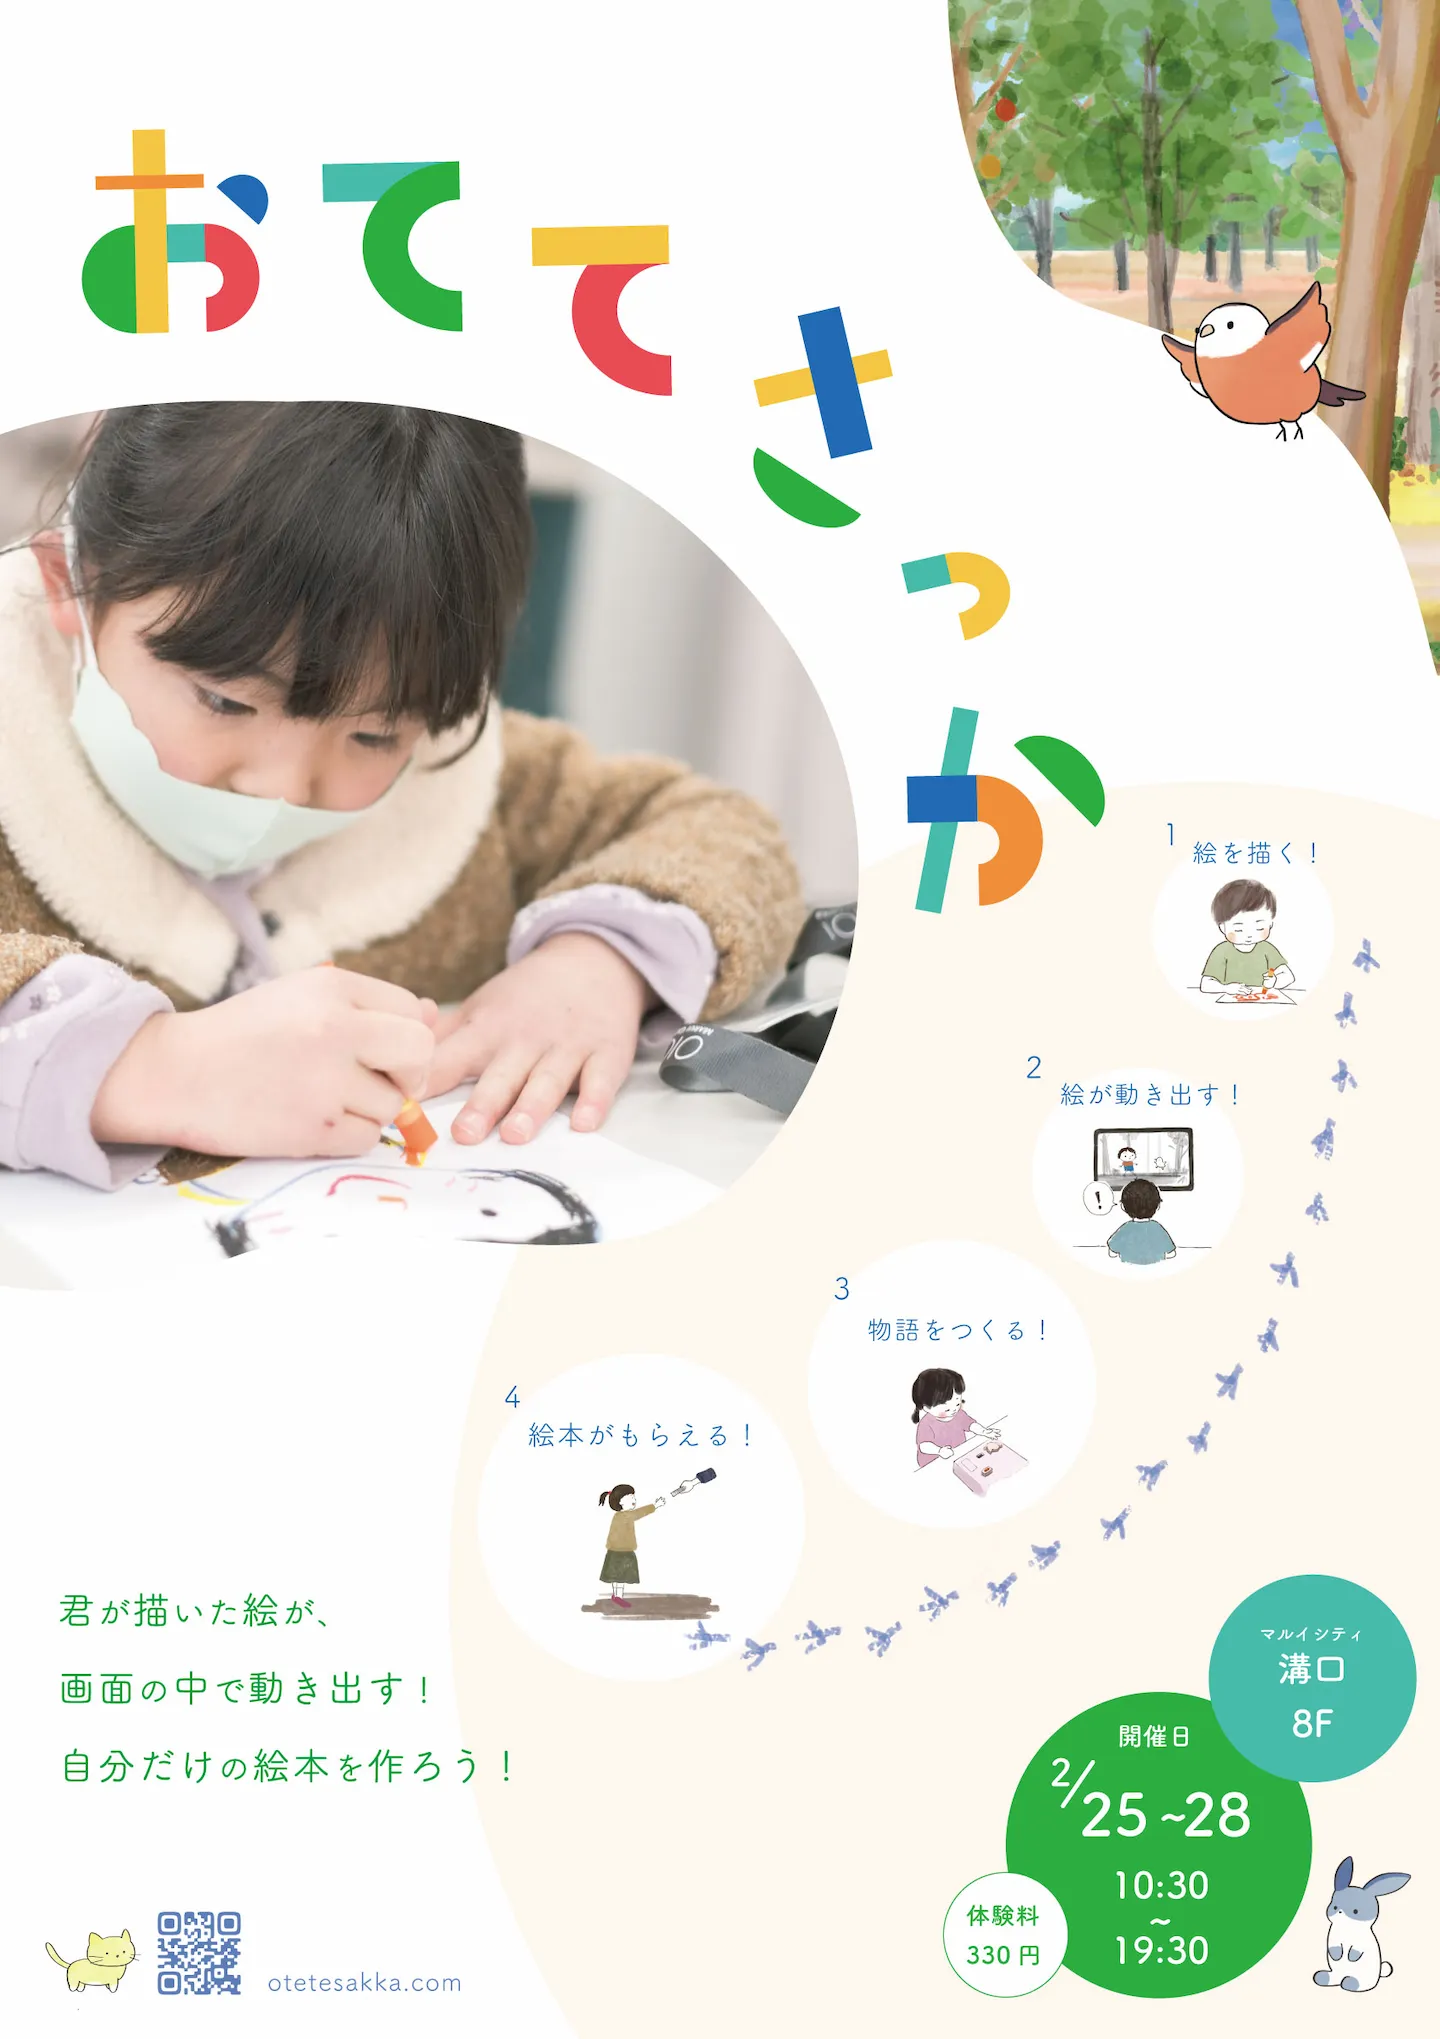 おててさっか
1
絵を描く！
2
絵が動き出す！
!
3
物語をつくる！
4
絵本がもらえる！
君が描いた絵が、
画面の中で動き出す！
自分だけの絵本を作ろう！
マルイシティ
溝口
8F
開催日
2/25~28
10:30
~
19:30
体験料
330円
otetesakka.com